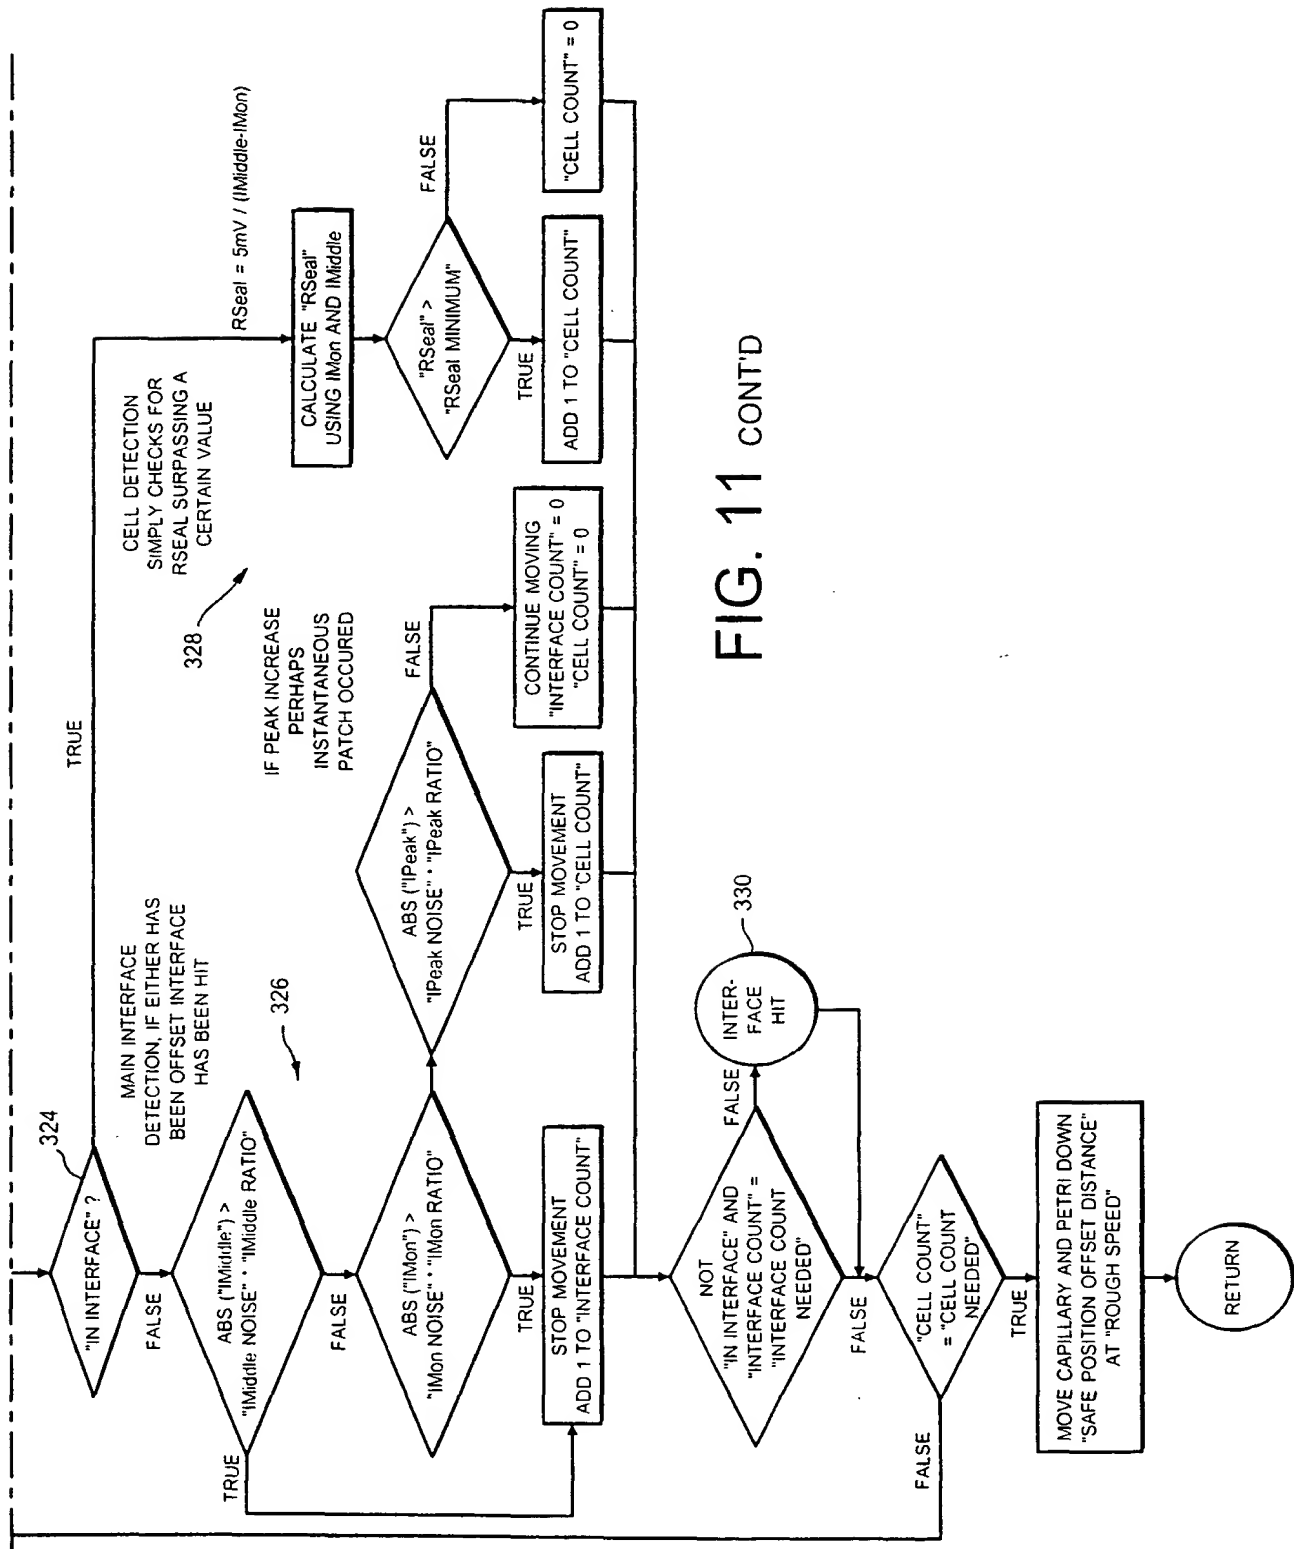 324
"IN INTERFACE" ?
TRUE
FALSE
MAIN INTERFACE
DETECTION, IF EITHER HAS
BEEN OFFSET INTERFACE
HAS BEEN HIT
326
ABS ("IMiddle") >
"IMiddle NOISE" * "IMiddle RATIO"
TRUE
FALSE
ABS ("IMon") >
"IMon NOISE" * "IMon RATIO"
TRUE
STOP MOVEMENT
ADD 1 TO "INTERFACE COUNT"
IF PEAK INCREASE
PERHAPS
INSTANTANEOUS
PATCH OCCURED
ABS ("IPeak") >
"IPeak NOISE" * "IPeak RATIO"
TRUE
FALSE
STOP MOVEMENT
ADD 1 TO "CELL COUNT"
CONTINUE MOVING
"INTERFACE COUNT" = 0
"CELL COUNT" = 0
328
CELL DETECTION
SIMPLY CHECKS FOR
RSEAL SURPASSING A
CERTAIN VALUE
RSeal = 5mV / (IMiddle-IMon)
CALCULATE "RSeal"
USING IMon AND IMiddle
"RSeal" >
"RSeal MINIMUM"
TRUE
FALSE
ADD 1 TO "CELL COUNT"
"CELL COUNT" = 0
NOT
"IN INTERFACE" AND
"INTERFACE COUNT" =
"INTERFACE COUNT
NEEDED"
FALSE
FALSE
330
INTER-
FACE
HIT
"CELL COUNT"
= "CELL COUNT
NEEDED"
FALSE
TRUE
MOVE CAPILLARY AND PETRI DOWN
"SAFE POSITION OFFSET DISTANCE"
AT "ROUGH SPEED"
RETURN
FIG. 11 CONT'D